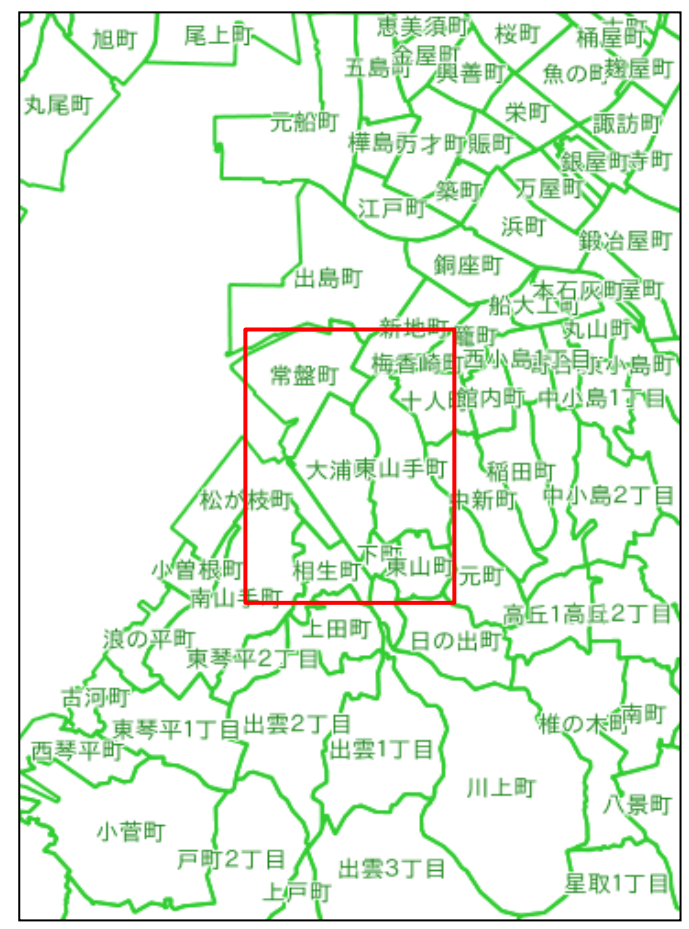 旭町
尾上町
恵美須町
桜町
桶屋町
金屋町
五島町
興善町
魚の町
麹屋町
丸尾町
元船町
栄町
諏訪町
樺島町
万才町
賑町
銀屋町
寺町
築町
万屋町
江戸町
浜町
鍛冶屋町
銅座町
出島町
本石灰町
船大工町
新地町
籠町
丸山町
常盤町
梅香崎町
西小島1丁目
十人町
館内町
中小島1丁目
大浦
東山手町
稲田町
松が枝町
中新町
中小島2丁目
下町
小曽根町
相生町
東山町
元町
南山手町
高丘1
高丘2丁目
上田町
浪の平町
日の出町
東琴平2丁目
古河町
東琴平1丁目
出雲2丁目
椎の木町
南町
西琴平町
出雲1丁目
川上町
八景町
小菅町
戸町2丁目
出雲3丁目
上戸町
星取1丁目